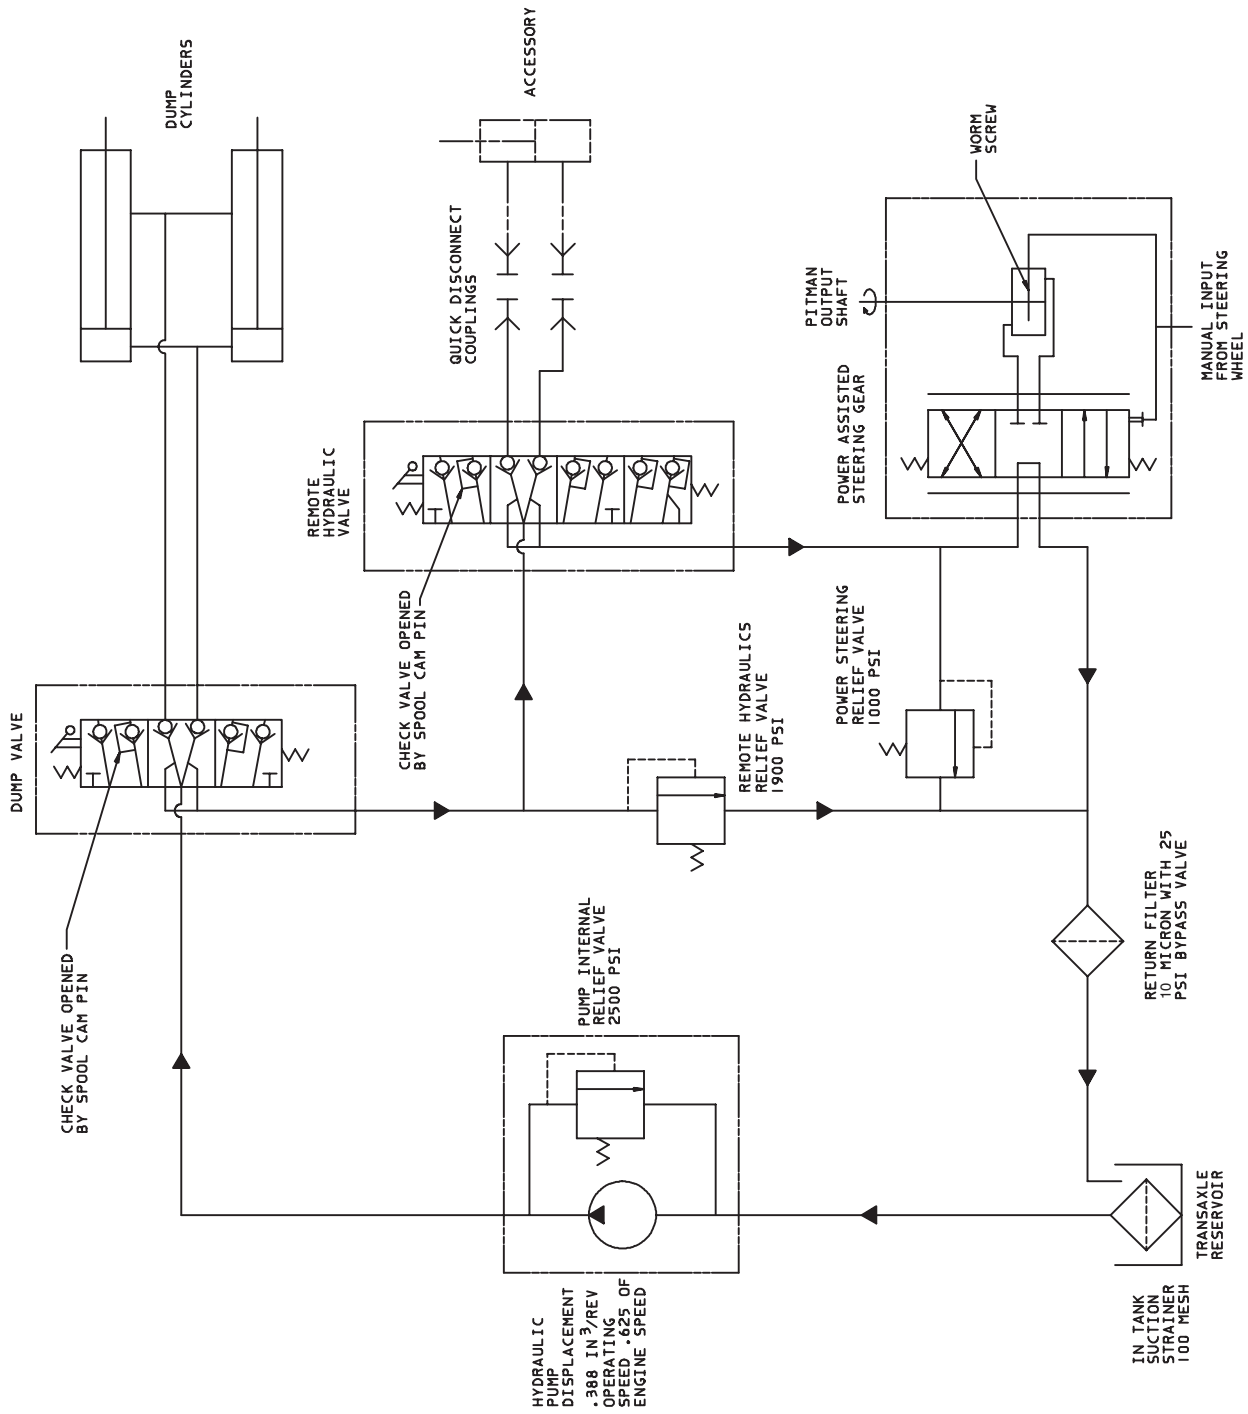 DUMP
CYLINDERS
ACCESSORY
QUICK DISCONNECT
COUPLINGS
WORM
SCREW
PITMAN
OUTPUT
SHAFT
MANUAL INPUT
FROM STEERING
WHEEL
POWER ASSISTED
STEERING GEAR
REMOTE
HYDRAULIC
VALVE
CHECK VALVE OPENED
BY SPOOL CAM PIN
DUMP VALVE
REMOTE HYDRAULICS
RELIEF VALVE
1900 PSI
POWER STEERING
RELIEF VALVE
1000 PSI
CHECK VALVE OPENED
BY SPOOL CAM PIN
PUMP INTERNAL
RELIEF VALVE
2500 PSI
RETURN FILTER
10 MICRON WITH 25
PSI BYPASS VALVE
HYDRAULIC
PUMP
DISPLACEMENT
.388 IN³/REV
OPERATING
SPEED .625 OF
ENGINE SPEED
TRANSAXLE
RESERVOIR
IN TANK
SUCTION
STRAINER
100 MESH